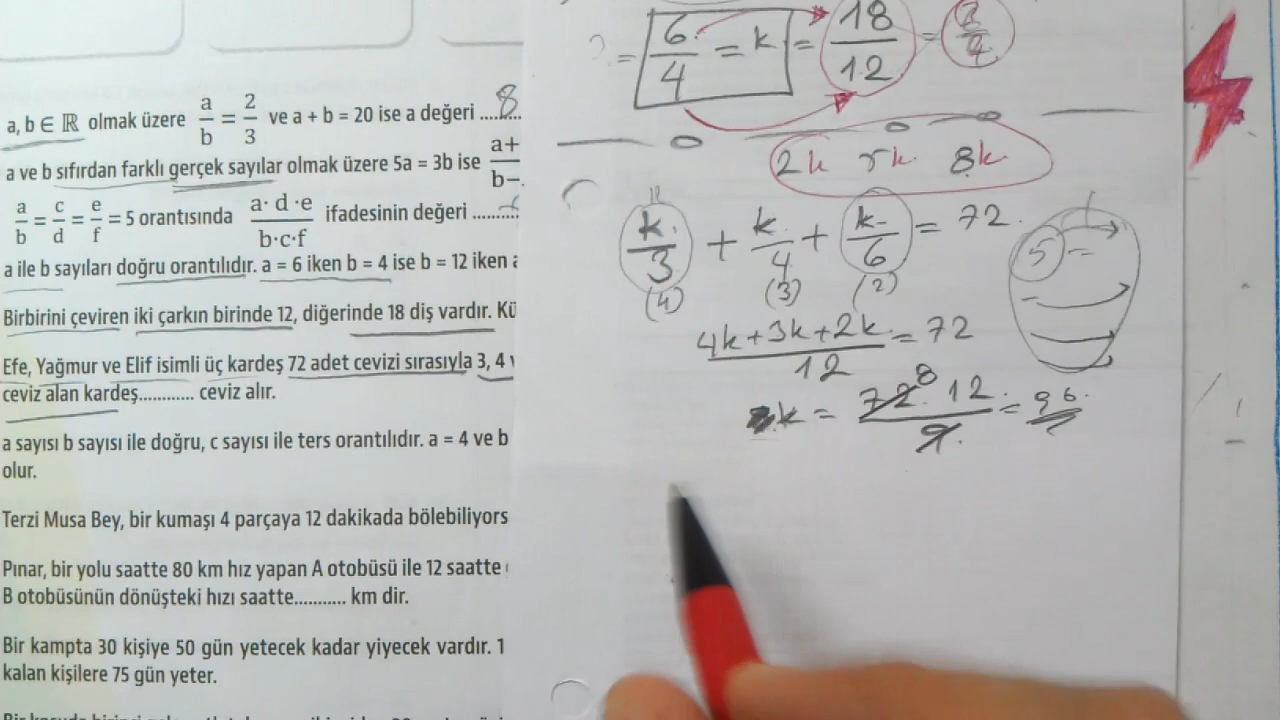 a, b ∈ ℝ olmak üzere a/b = 2/3 ve a + b = 20 ise a değeri ....8..
a ve b sıfırdan farklı gerçek sayılar olmak üzere 5a = 3b ise a+/b–
a/b = c/d = e/f = 5 orantısında a·d·e/b·c·f ifadesinin değeri ..........
a ile b sayıları doğru orantılıdır. a = 6 iken b = 4 ise b = 12 iken
Birbirini çeviren iki çarkın birinde 12, diğerinde 18 diş vardır. Kü
Efe, Yağmur ve Elif isimli üç kardeş 72 adet cevizi sırasıyla 3, 4
ceviz alan kardeş............ ceviz alır.
a sayısı b sayısı ile doğru, c sayısı ile ters orantılıdır. a = 4 ve b
olur.
Terzi Musa Bey, bir kumaşı 4 parçaya 12 dakikada bölebiliyors
Pınar, bir yolu saatte 80 km hız yapan A otobüsü ile 12 saatte
B otobüsünün dönüşteki hızı saatte........... km dir.
Bir kampta 30 kişiye 50 gün yetecek kadar yiyecek vardır. 1
kalan kişilere 75 gün yeter.
= 6/4 = k = 18/12 =
2k 5k 8k
k/3 + k/4 + k/6 = 72
(4) (3) (2)
5 =
4k+3k+2k/12 = 72
k = 72 8 . 12/9 = 96